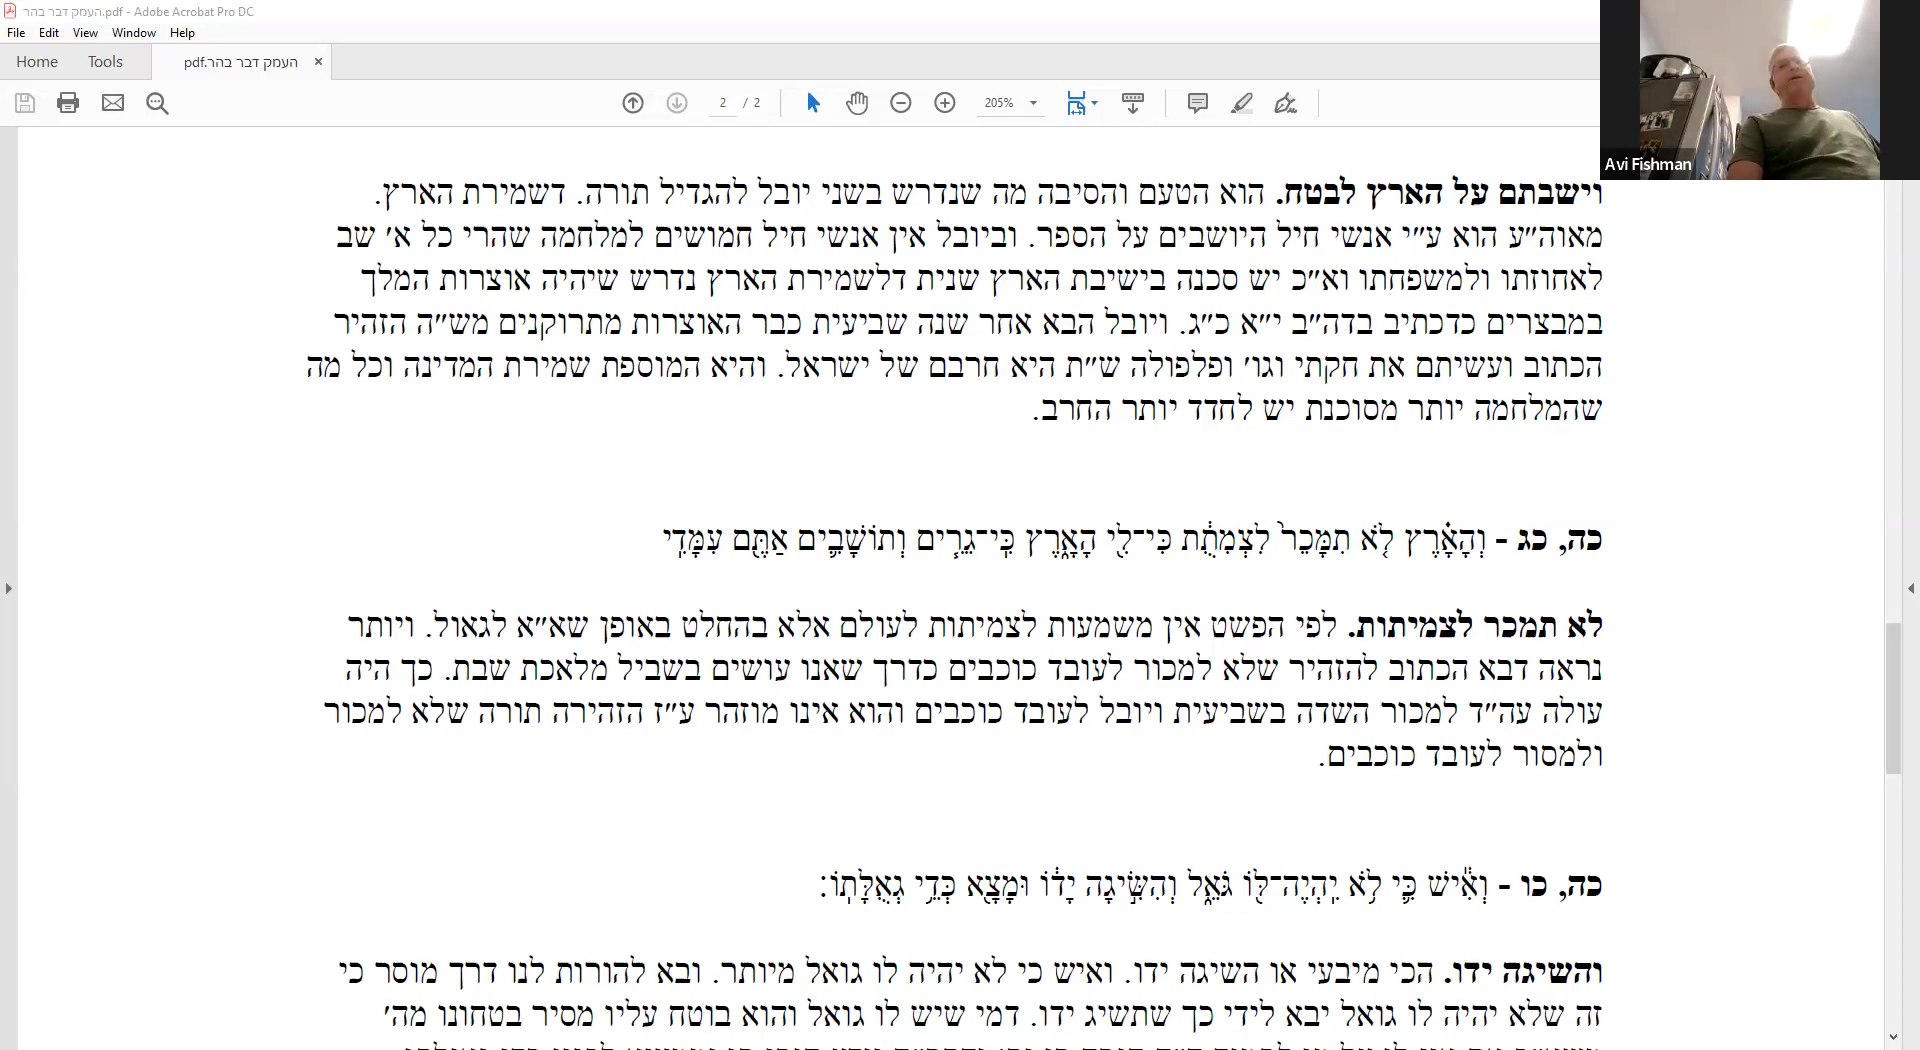 העמק דבר בהר.pdf - Adobe Acrobat Pro DC
File Edit View Window Help
Home Tools העמק דבר בהר.pdf ×
2 / 2 205%
Avi Fishman
וישבתם על הארץ לבטח. הוא הטעם והסיבה מה שנדרש בשני יובל להגדיל תורה. דשמירת הארץ.
מאוה״ע הוא ע״י אנשי חיל היושבים על הספר. וביובל אין אנשי חיל חמושים למלחמה שהרי כל א׳ שב
לאחוזתו ולמשפחתו וא״כ יש סכנה בישיבת הארץ שנית דלשמירת הארץ נדרש שיהיה אוצרות המלך
במבצרים כדכתיב בדה״ב י״א כ״ג. ויובל הבא אחר שנה שביעית כבר האוצרות מתרוקנים מש״ה הזהיר
הכתוב ועשיתם את חקתי וגו׳ ופלפולה ש״ת היא חרבם של ישראל. והיא המוספת שמירת המדינה וכל מה
שהמלחמה יותר מסוכנת יש לחדד יותר החרב.
כה, כג - וְהָאָ֗רֶץ לֹ֤א תִמָּכֵר֙ לִצְמִתֻ֔ת כִּי־לִ֖י הָאָ֑רֶץ כִּֽי־גֵרִ֧ים וְתוֹשָׁבִ֛ים אַתֶּ֖ם עִמָּדִֽי
לא תמכר לצמיתות. לפי הפשט אין משמעות לצמיתות לעולם אלא בהחלט באופן שא״א לגאול. ויותר
נראה דבא הכתוב להזהיר שלא למכור לעובד כוכבים כדרך שאנו עושים בשביל מלאכת שבת. כך היה
עולה עה״ד למכור השדה בשביעית ויובל לעובד כוכבים והוא אינו מוזהר ע״ז הזהירה תורה שלא למכור
ולמסור לעובד כוכבים.
כה, כו - וְאִ֕ישׁ כִּ֛י לֹ֥א יִֽהְיֶה־לּ֖וֹ גֹּאֵ֑ל וְהִשִּׂ֣יגָה יָד֔וֹ וּמָצָ֖א כְּדֵ֥י גְאֻלָּתֽוֹ׃
והשיגה ידו. הכי מיבעי או השיגה ידו. ואיש כי לא יהיה לו גואל מיותר. ובא להורות לנו דרך מוסר כי
זה שלא יהיה לו גואל יבא לידי כך שתשיג ידו. דמי שיש לו גואל והוא בוטח עליו מסיר בטחונו מה׳